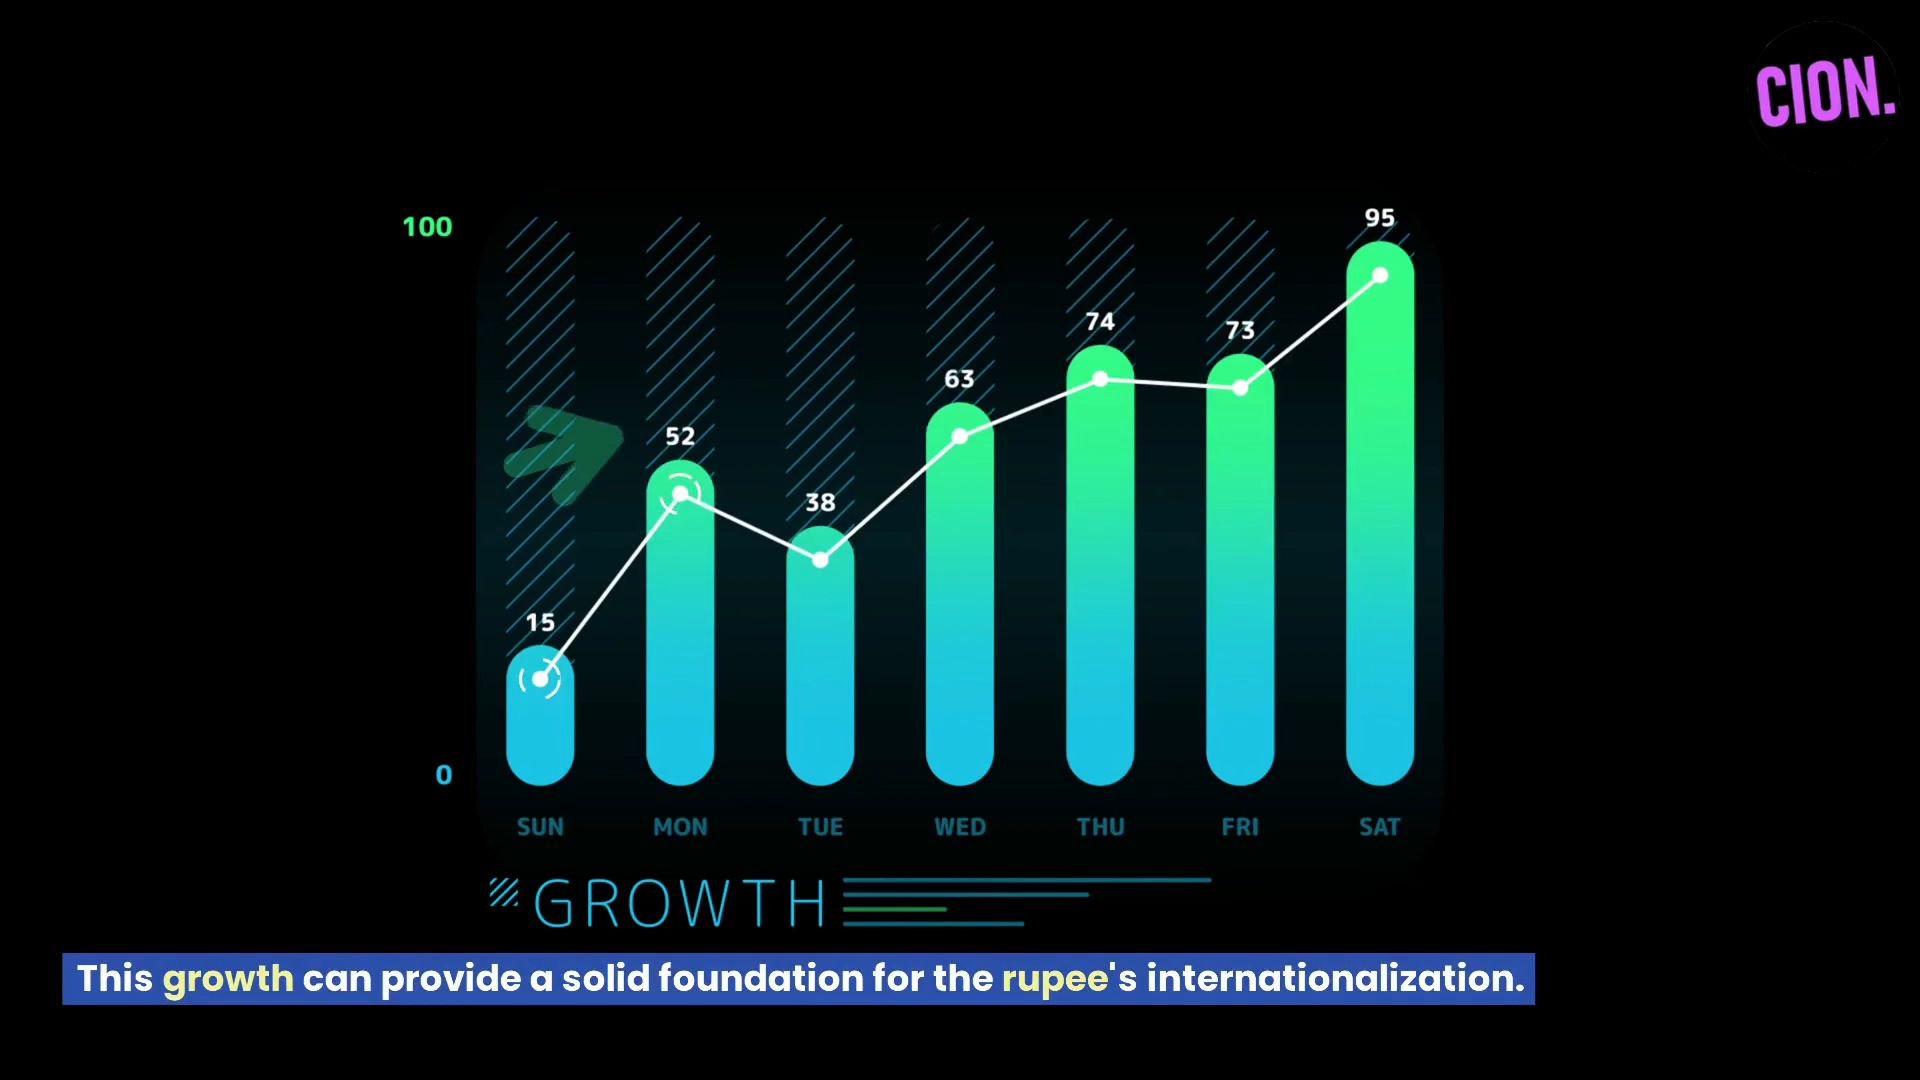 CION.
100
95
74
73
63
52
38
15
0
SUN MON TUE WED THU FRI SAT
GROWTH
This growth can provide a solid foundation for the rupee's internationalization.